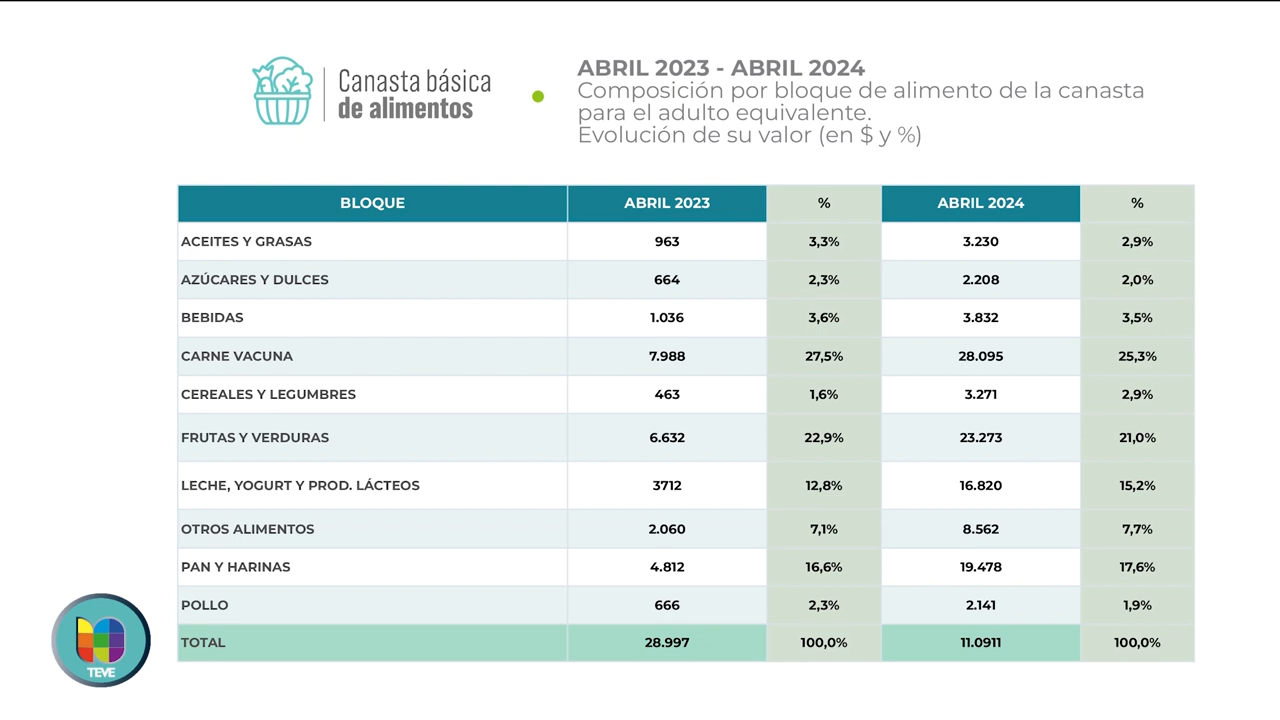 Canasta básica
de alimentos
ABRIL 2023 - ABRIL 2024
Composición por bloque de alimento de la canasta
para el adulto equivalente.
Evolución de su valor (en $ y %)
BLOQUE ABRIL 2023 % ABRIL 2024 %
ACEITES Y GRASAS 963 3,3% 3.230 2,9%
AZÚCARES Y DULCES 664 2,3% 2.208 2,0%
BEBIDAS 1.036 3,6% 3.832 3,5%
CARNE VACUNA 7.988 27,5% 28.095 25,3%
CEREALES Y LEGUMBRES 463 1,6% 3.271 2,9%
FRUTAS Y VERDURAS 6.632 22,9% 23.273 21,0%
LECHE, YOGURT Y PROD. LÁCTEOS 3712 12,8% 16.820 15,2%
OTROS ALIMENTOS 2.060 7,1% 8.562 7,7%
PAN Y HARINAS 4.812 16,6% 19.478 17,6%
POLLO 666 2,3% 2.141 1,9%
TOTAL 28.997 100,0% 11.0911 100,0%
TEVE